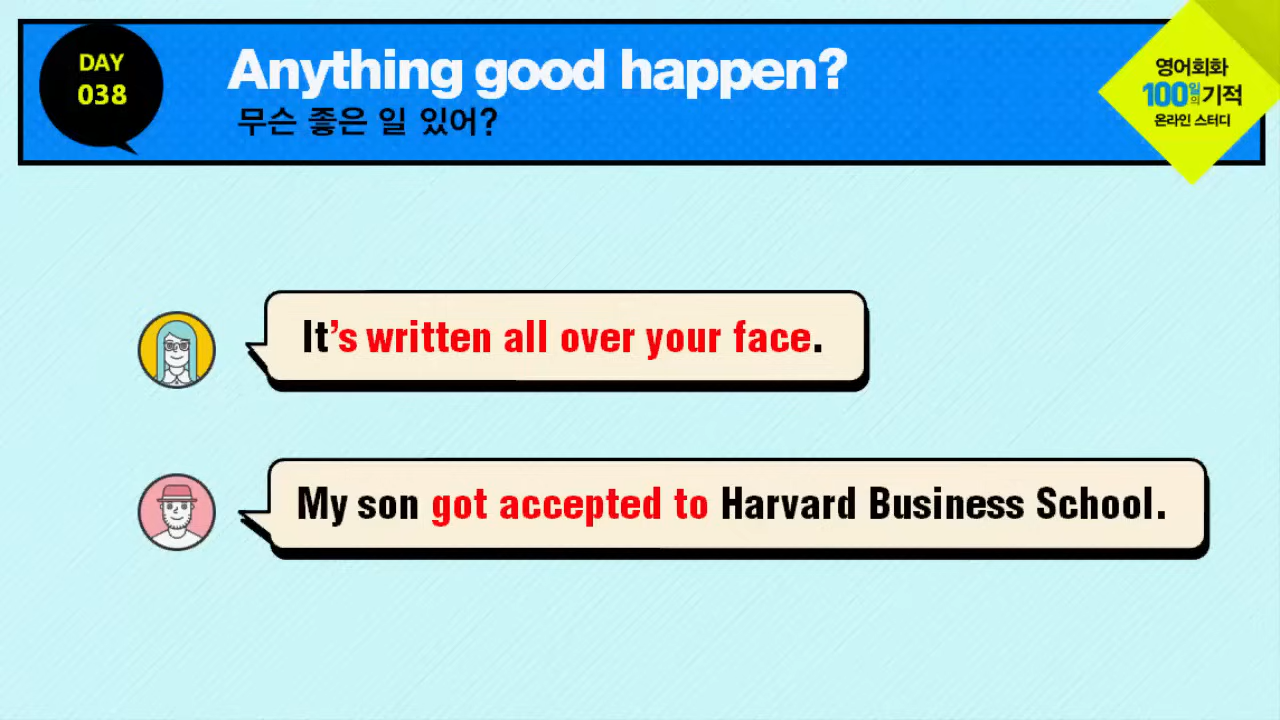 DAY
038
Anything good happen?
무슨 좋은 일 있어?
영어회화
100일의기적
온라인 스터디
It's written all over your face.
My son got accepted to Harvard Business School.